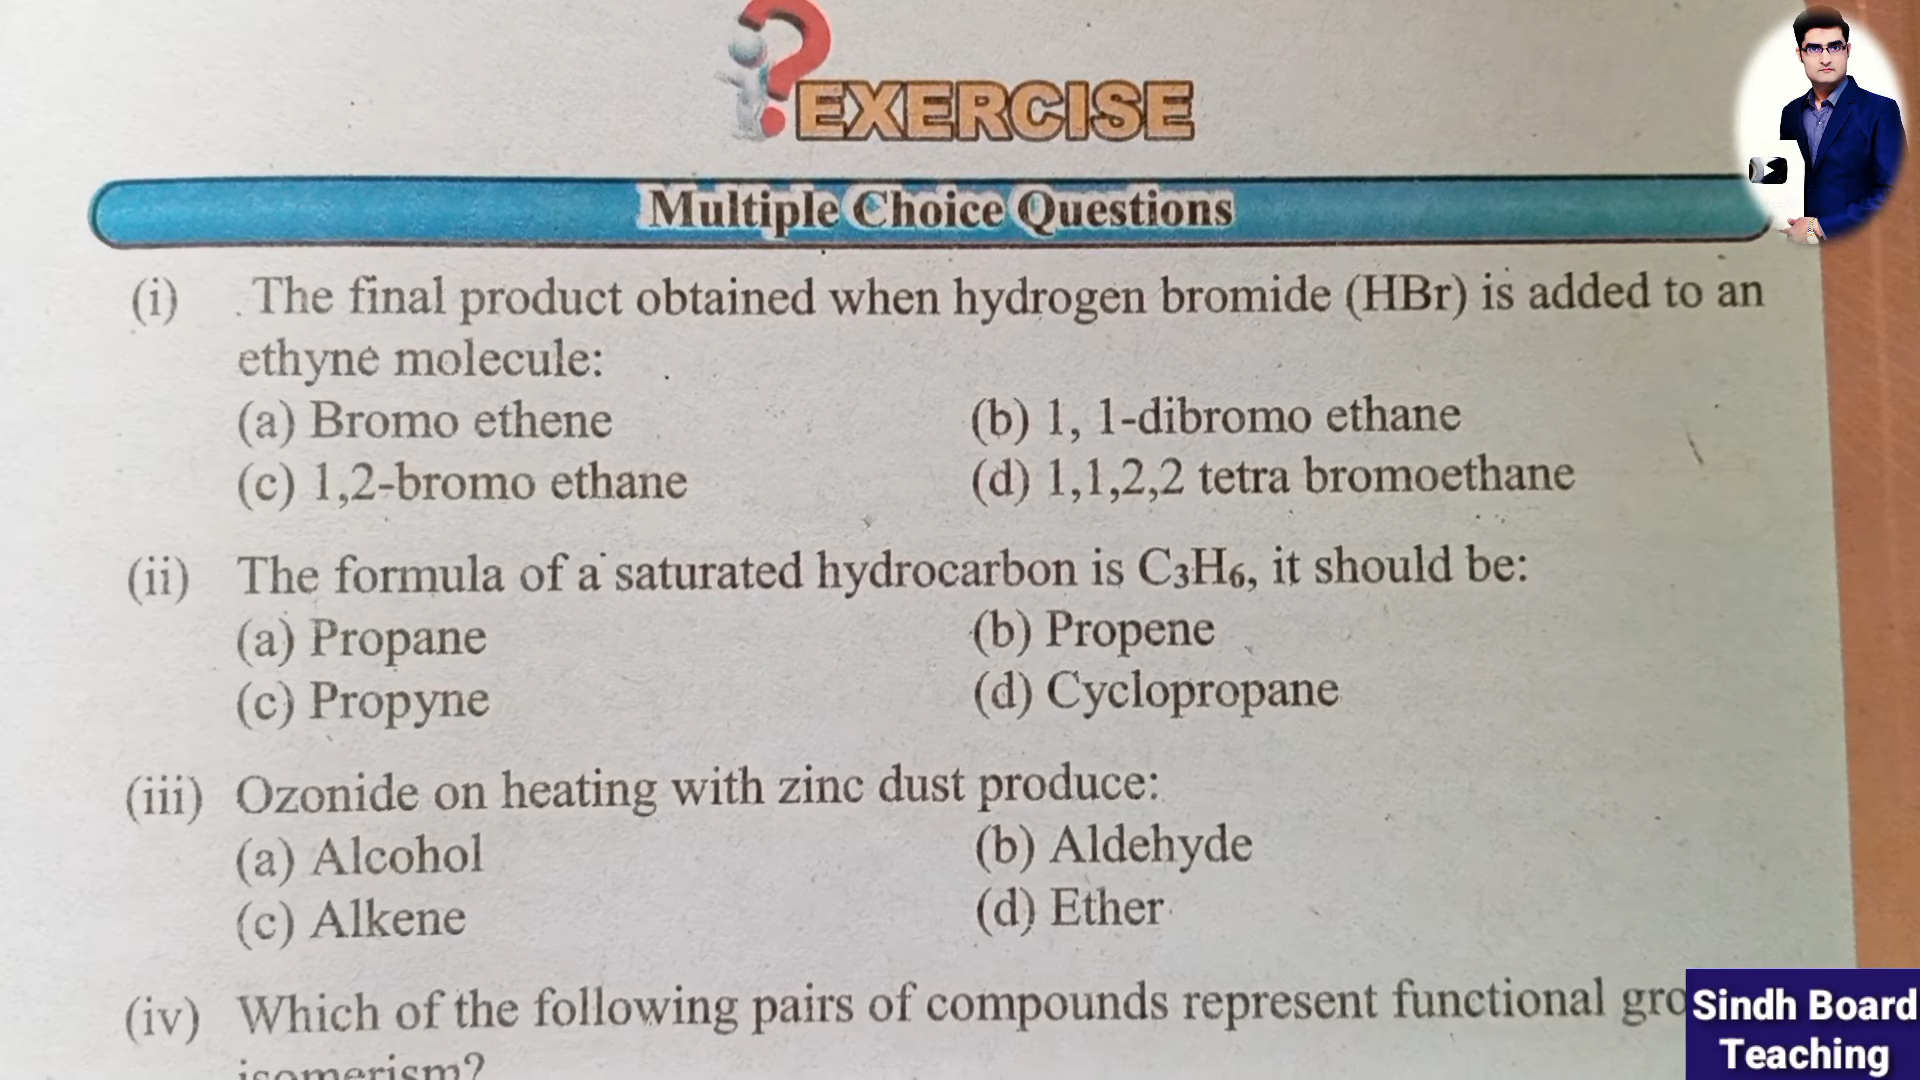 EXERCISE
Multiple Choice Questions
(i) The final product obtained when hydrogen bromide (HBr) is added to an
ethyne molecule:
(a) Bromo ethene (b) 1, 1-dibromo ethane
(c) 1,2-bromo ethane (d) 1,1,2,2 tetra bromoethane
(ii) The formula of a saturated hydrocarbon is C₃H₆, it should be:
(a) Propane (b) Propene
(c) Propyne (d) Cyclopropane
(iii) Ozonide on heating with zinc dust produce:
(a) Alcohol (b) Aldehyde
(c) Alkene (d) Ether
(iv) Which of the following pairs of compounds represent functional gro
isomerism?
Sindh Board
Teaching